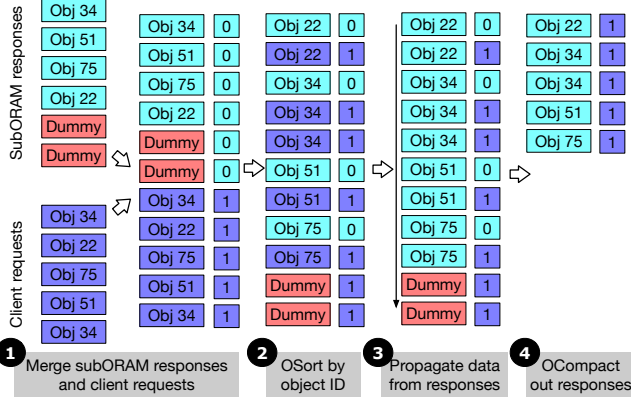 SubORAM responses
Obj 34
Obj 51
Obj 75
Obj 22
Dummy
Dummy
Client requests
Obj 34
Obj 22
Obj 75
Obj 51
Obj 34
Obj 34 0
Obj 51 0
Obj 75 0
Obj 22 0
Dummy 0
Dummy 0
Obj 34 1
Obj 22 1
Obj 75 1
Obj 51 1
Obj 34 1
Obj 22 0
Obj 22 1
Obj 34 0
Obj 34 1
Obj 34 1
Obj 51 0
Obj 51 1
Obj 75 0
Obj 75 1
Dummy 1
Dummy 1
Obj 22 0
Obj 22 1
Obj 34 0
Obj 34 1
Obj 34 1
Obj 51 0
Obj 51 1
Obj 75 0
Obj 75 1
Dummy 1
Dummy 1
Obj 22 1
Obj 34 1
Obj 34 1
Obj 51 1
Obj 75 1
1
Merge subORAM responses
and client requests
2
OSort by
object ID
3
Propagate data
from responses
4
OCompact
out responses